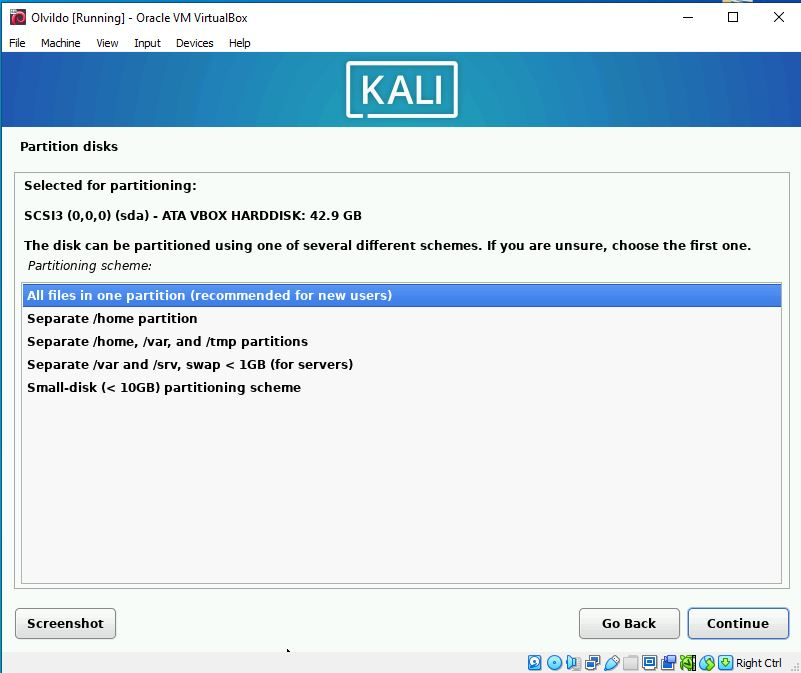 Olvildo [Running] - Oracle VM VirtualBox
File Machine View Input Devices Help
KALI
Partition disks
Selected for partitioning:
SCSI3 (0,0,0) (sda) - ATA VBOX HARDDISK: 42.9 GB
The disk can be partitioned using one of several different schemes. If you are unsure, choose the first one.
Partitioning scheme:
All files in one partition (recommended for new users)
Separate /home partition
Separate /home, /var, and /tmp partitions
Separate /var and /srv, swap < 1GB (for servers)
Small-disk (< 10GB) partitioning scheme
Screenshot Go Back Continue
Right Ctrl